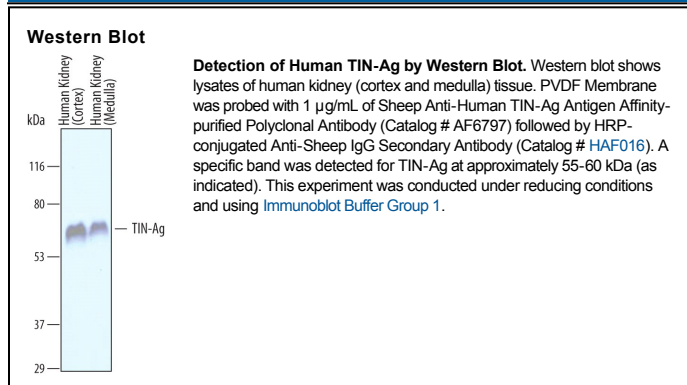 Western Blot
Human Kidney
(Cortex)
Human Kidney
(Medulla)
kDa
116
80
TIN-Ag
53
37
29
Detection of Human TIN-Ag by Western Blot. Western blot shows
lysates of human kidney (cortex and medulla) tissue. PVDF Membrane
was probed with 1 µg/mL of Sheep Anti-Human TIN-Ag Antigen Affinity-
purified Polyclonal Antibody (Catalog # AF6797) followed by HRP-
conjugated Anti-Sheep IgG Secondary Antibody (Catalog # HAF016). A
specific band was detected for TIN-Ag at approximately 55-60 kDa (as
indicated). This experiment was conducted under reducing conditions
and using Immunoblot Buffer Group 1.